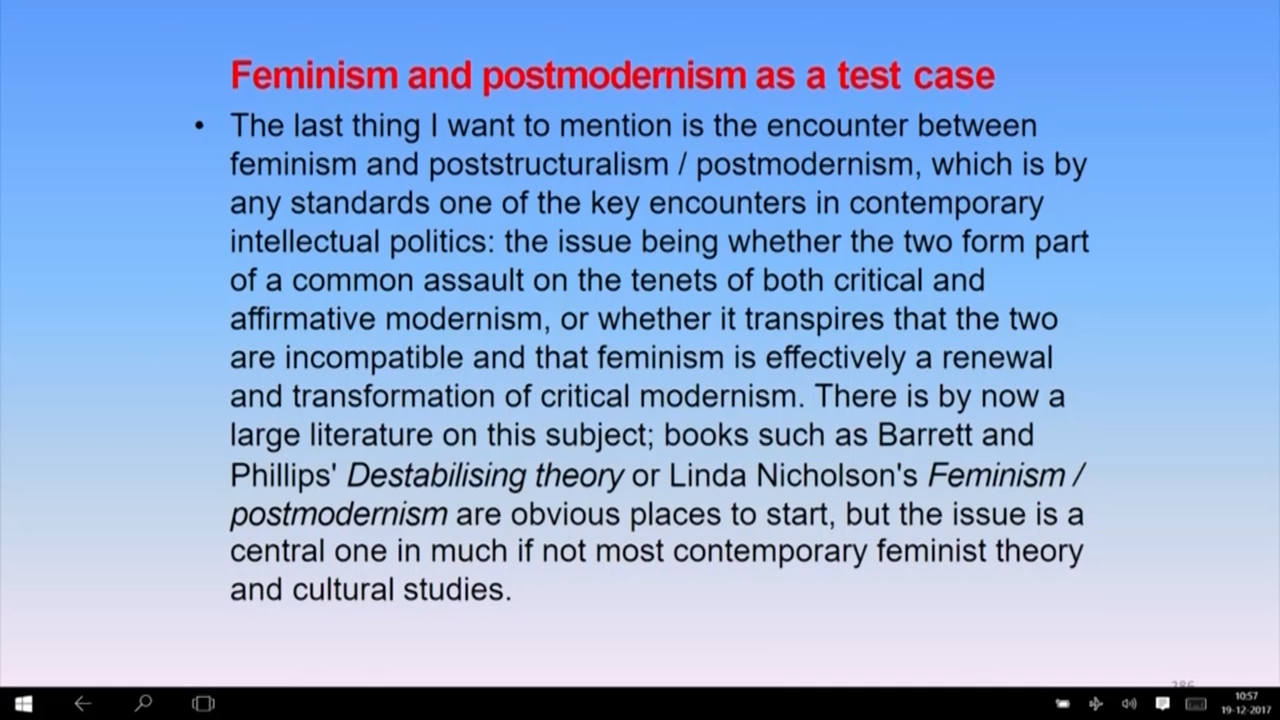 Feminism and postmodernism as a test case
• The last thing I want to mention is the encounter between
feminism and poststructuralism / postmodernism, which is by
any standards one of the key encounters in contemporary
intellectual politics: the issue being whether the two form part
of a common assault on the tenets of both critical and
affirmative modernism, or whether it transpires that the two
are incompatible and that feminism is effectively a renewal
and transformation of critical modernism. There is by now a
large literature on this subject; books such as Barrett and
Phillips' Destabilising theory or Linda Nicholson's Feminism /
postmodernism are obvious places to start, but the issue is a
central one in much if not most contemporary feminist theory
and cultural studies.
10:57
19-12-2017